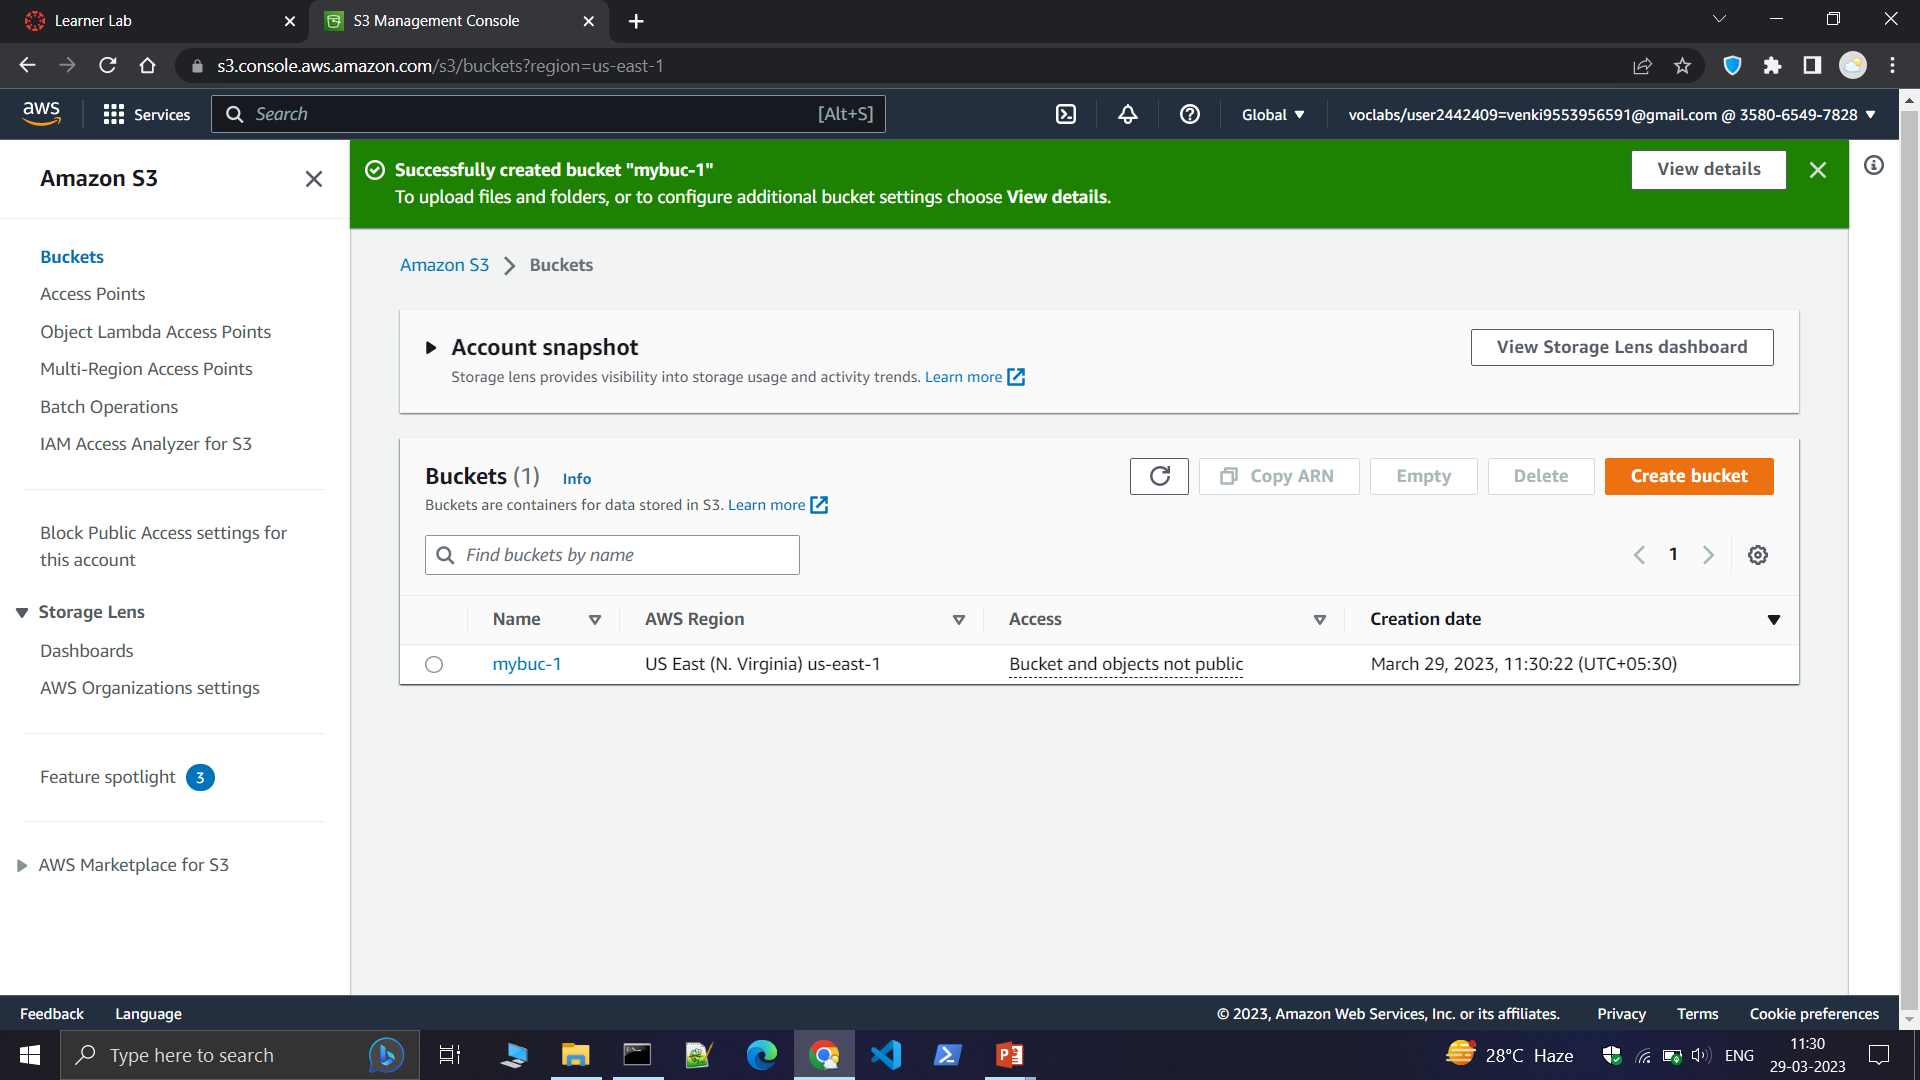 Learner Lab
S3 Management Console
s3.console.aws.amazon.com/s3/buckets?region=us-east-1
aws
Services
Search
[Alt+S]
Global
voclabs/user2442409=venki9553956591@gmail.com @ 3580-6549-7828
Amazon S3
Buckets
Access Points
Object Lambda Access Points
Multi-Region Access Points
Batch Operations
IAM Access Analyzer for S3
Block Public Access settings for
this account
Storage Lens
Dashboards
AWS Organizations settings
Feature spotlight 3
AWS Marketplace for S3
Successfully created bucket "mybuc-1"
To upload files and folders, or to configure additional bucket settings choose View details.
View details
Amazon S3 Buckets
Account snapshot
Storage lens provides visibility into storage usage and activity trends. Learn more
View Storage Lens dashboard
Buckets (1) Info
Buckets are containers for data stored in S3. Learn more
Copy ARN
Empty
Delete
Create bucket
Find buckets by name
1
Name AWS Region Access Creation date
mybuc-1 US East (N. Virginia) us-east-1 Bucket and objects not public March 29, 2023, 11:30:22 (UTC+05:30)
Feedback Language
© 2023, Amazon Web Services, Inc. or its affiliates. Privacy Terms Cookie preferences
Type here to search
28°C Haze
ENG
11:30
29-03-2023